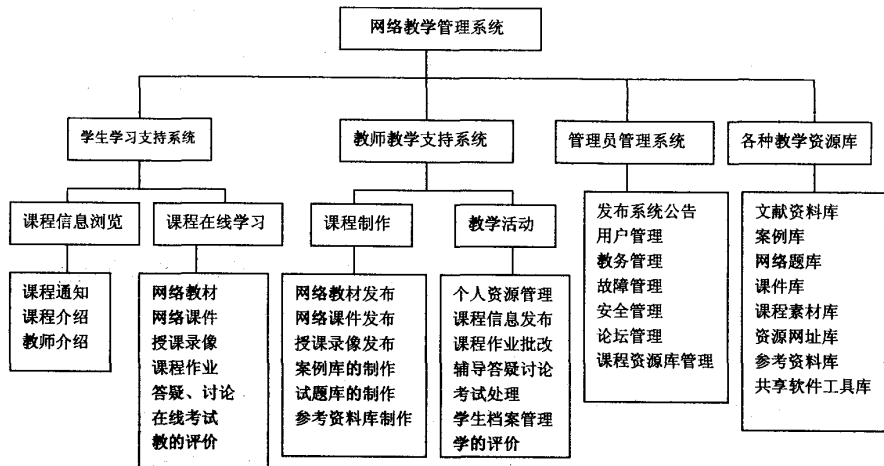 网络教学管理系统
学生学习支持系统
教师教学支持系统
管理员管理系统
各种教学资源库
课程信息浏览
课程在线学习
课程制作
教学活动
课程通知
课程介绍
教师介绍
网络教材
网络课件
授课录像
课程作业
答疑、讨论
在线考试
教的评价
网络教材发布
网络课件发布
授课录像发布
案例库的制作
试题库的制作
参考资料库制作
个人资源管理
课程信息发布
课程作业批改
辅导答疑讨论
考试处理
学生档案管理
学的评价
发布系统公告
用户管理
教务管理
故障管理
安全管理
论坛管理
课程资源库管理
文献资料库
案例库
网络题库
课件库
课程素材库
资源网址库
参考资料库
共享软件工具库